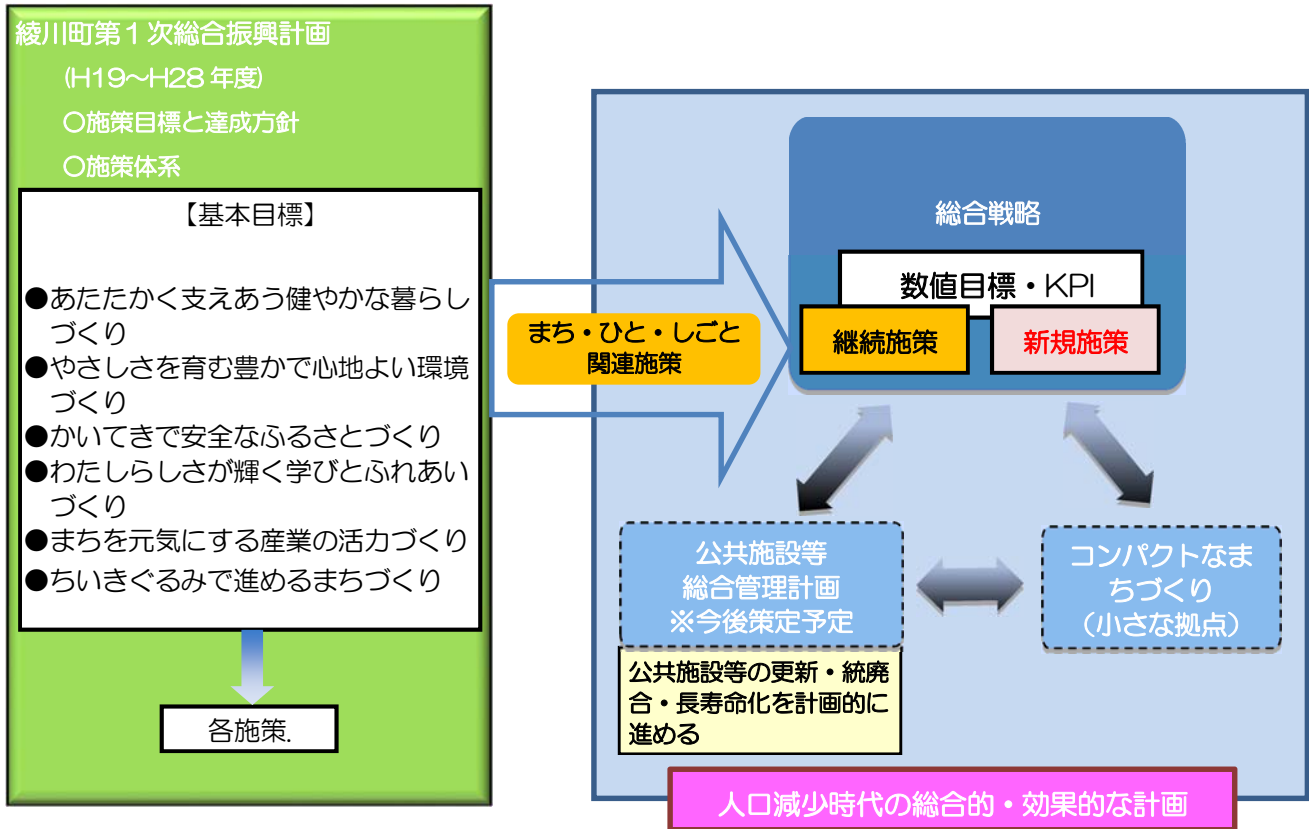 綾川町第1次総合振興計画
(H19～H28年度)
〇施策目標と達成方針
〇施策体系
【基本目標】
●あたたかく支えあう健やかな暮らし
づくり
●やさしさを育む豊かで心地よい環境
づくり
●かいてきで安全なふるさとづくり
●わたしらしさが輝く学びとふれあい
づくり
●まちを元気にする産業の活力づくり
●ちいきぐるみで進めるまちづくり
各施策.
まち・ひと・しごと
関連施策
総合戦略
数値目標・KPI
継続施策
新規施策
公共施設等
総合管理計画
※今後策定予定
公共施設等の更新・統廃
合・長寿命化を計画的に
進める
コンパクトなま
ちづくり
（小さな拠点）
人口減少時代の総合的・効果的な計画